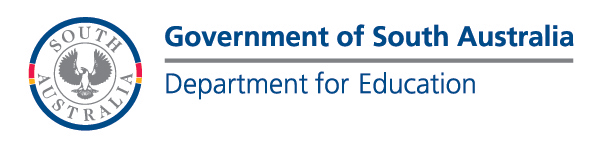 SOUTH
AUSTRALIA
Government of South Australia
Department for Education